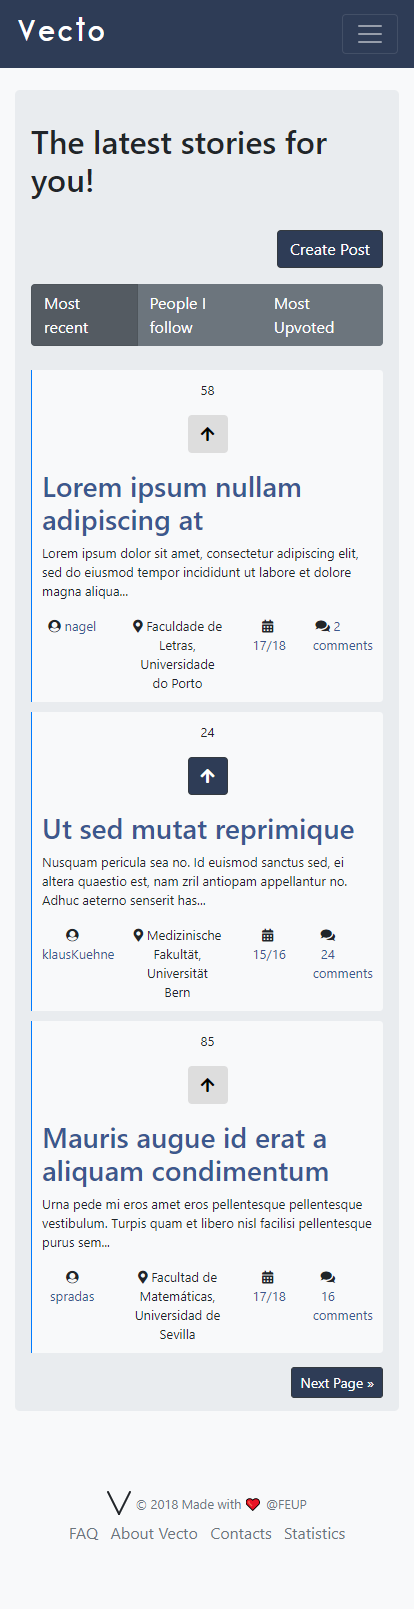 Vecto
The latest stories for
you!
Create Post
Most
recent
People I
follow
Most
Upvoted
58
Lorem ipsum nullam
adipiscing at
Lorem ipsum dolor sit amet, consectetur adipiscing elit,
sed do eiusmod tempor incididunt ut labore et dolore
magna aliqua...
nagel
Faculdade de
Letras,
Universidade
do Porto
17/18
2
comments
24
Ut sed mutat reprimique
Nusquam pericula sea no. Id euismod sanctus sed, ei
altera quaestio est, nam zril antiopam appellantur no.
Adhuc aeterno senserit has...
klausKuehne
Medizinische
Fakultät,
Universität
Bern
15/16
24
comments
85
Mauris augue id erat a
aliquam condimentum
Urna pede mi eros amet eros pellentesque pellentesque
vestibulum. Turpis quam et libero nisl facilisi pellentesque
purus sem...
spradas
Facultad de
Matemáticas,
Universidad de
Sevilla
17/18
16
comments
Next Page »
© 2018 Made with ❤ @FEUP
FAQ About Vecto Contacts Statistics